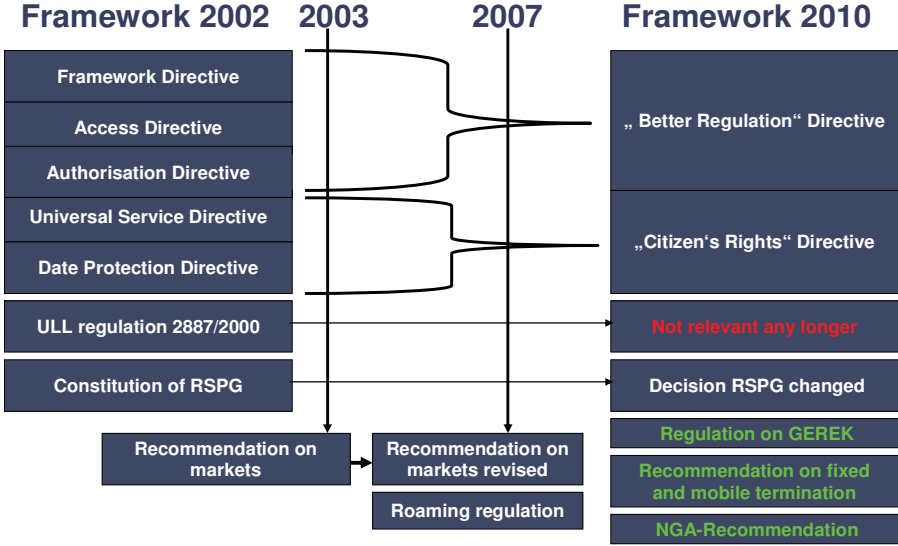 Framework 2002
2003
2007
Framework 2010
Framework Directive
Access Directive
Authorisation Directive
„ Better Regulation“ Directive
Universal Service Directive
Date Protection Directive
„Citizen‘s Rights“ Directive
ULL regulation 2887/2000
Not relevant any longer
Constitution of RSPG
Decision RSPG changed
Recommendation on
markets
Recommendation on
markets revised
Roaming regulation
Regulation on GEREK
Recommendation on fixed
and mobile termination
NGA-Recommendation